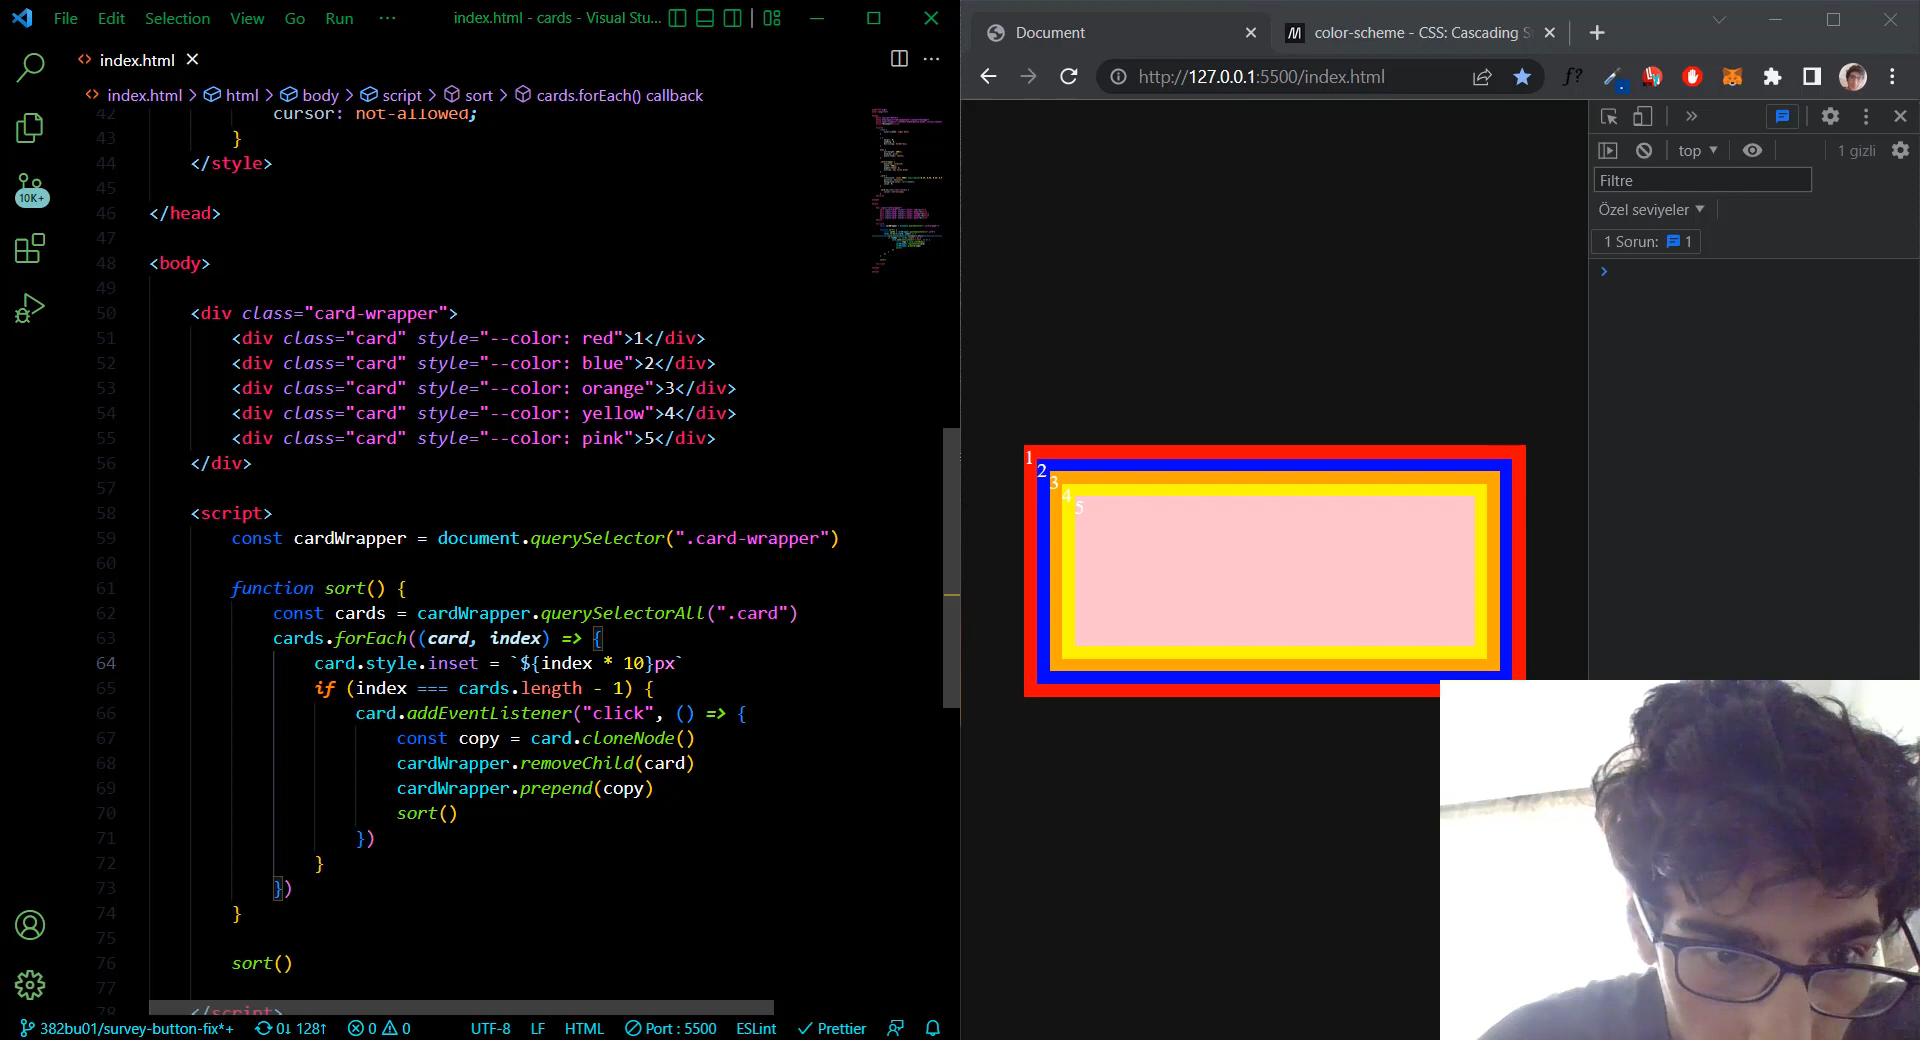 File Edit Selection View Go Run ··· index.html - cards - Visual Stu...
index.html
index.html > html > body > script > sort > cards.forEach() callback
42 cursor: not-allowed;
43 }
44 </style>
45
46 </head>
47
48 <body>
49
50 <div class="card-wrapper">
51 <div class="card" style="--color: red">1</div>
52 <div class="card" style="--color: blue">2</div>
53 <div class="card" style="--color: orange">3</div>
54 <div class="card" style="--color: yellow">4</div>
55 <div class="card" style="--color: pink">5</div>
56 </div>
57
58 <script>
59 const cardWrapper = document.querySelector(".card-wrapper")
60
61 function sort() {
62 const cards = cardWrapper.querySelectorAll(".card")
63 cards.forEach((card, index) => {
64 card.style.inset = `${index * 10}px`
65 if (index === cards.length - 1) {
66 card.addEventListener("click", () => {
67 const copy = card.cloneNode()
68 cardWrapper.removeChild(card)
69 cardWrapper.prepend(copy)
70 sort()
71 })
72 }
73 })
74 }
75
76 sort()
77
78 </script>
10K+
382bu01/survey-button-fix*+ 0↓ 128↑ 0 0 UTF-8 LF HTML Port : 5500 ESLint Prettier
Document
color-scheme - CSS: Cascading S
http://127.0.0.1:5500/index.html
f?
top 1 gizli
Filtre
Özel seviyeler
1 Sorun: 1
1
2
3
4
5